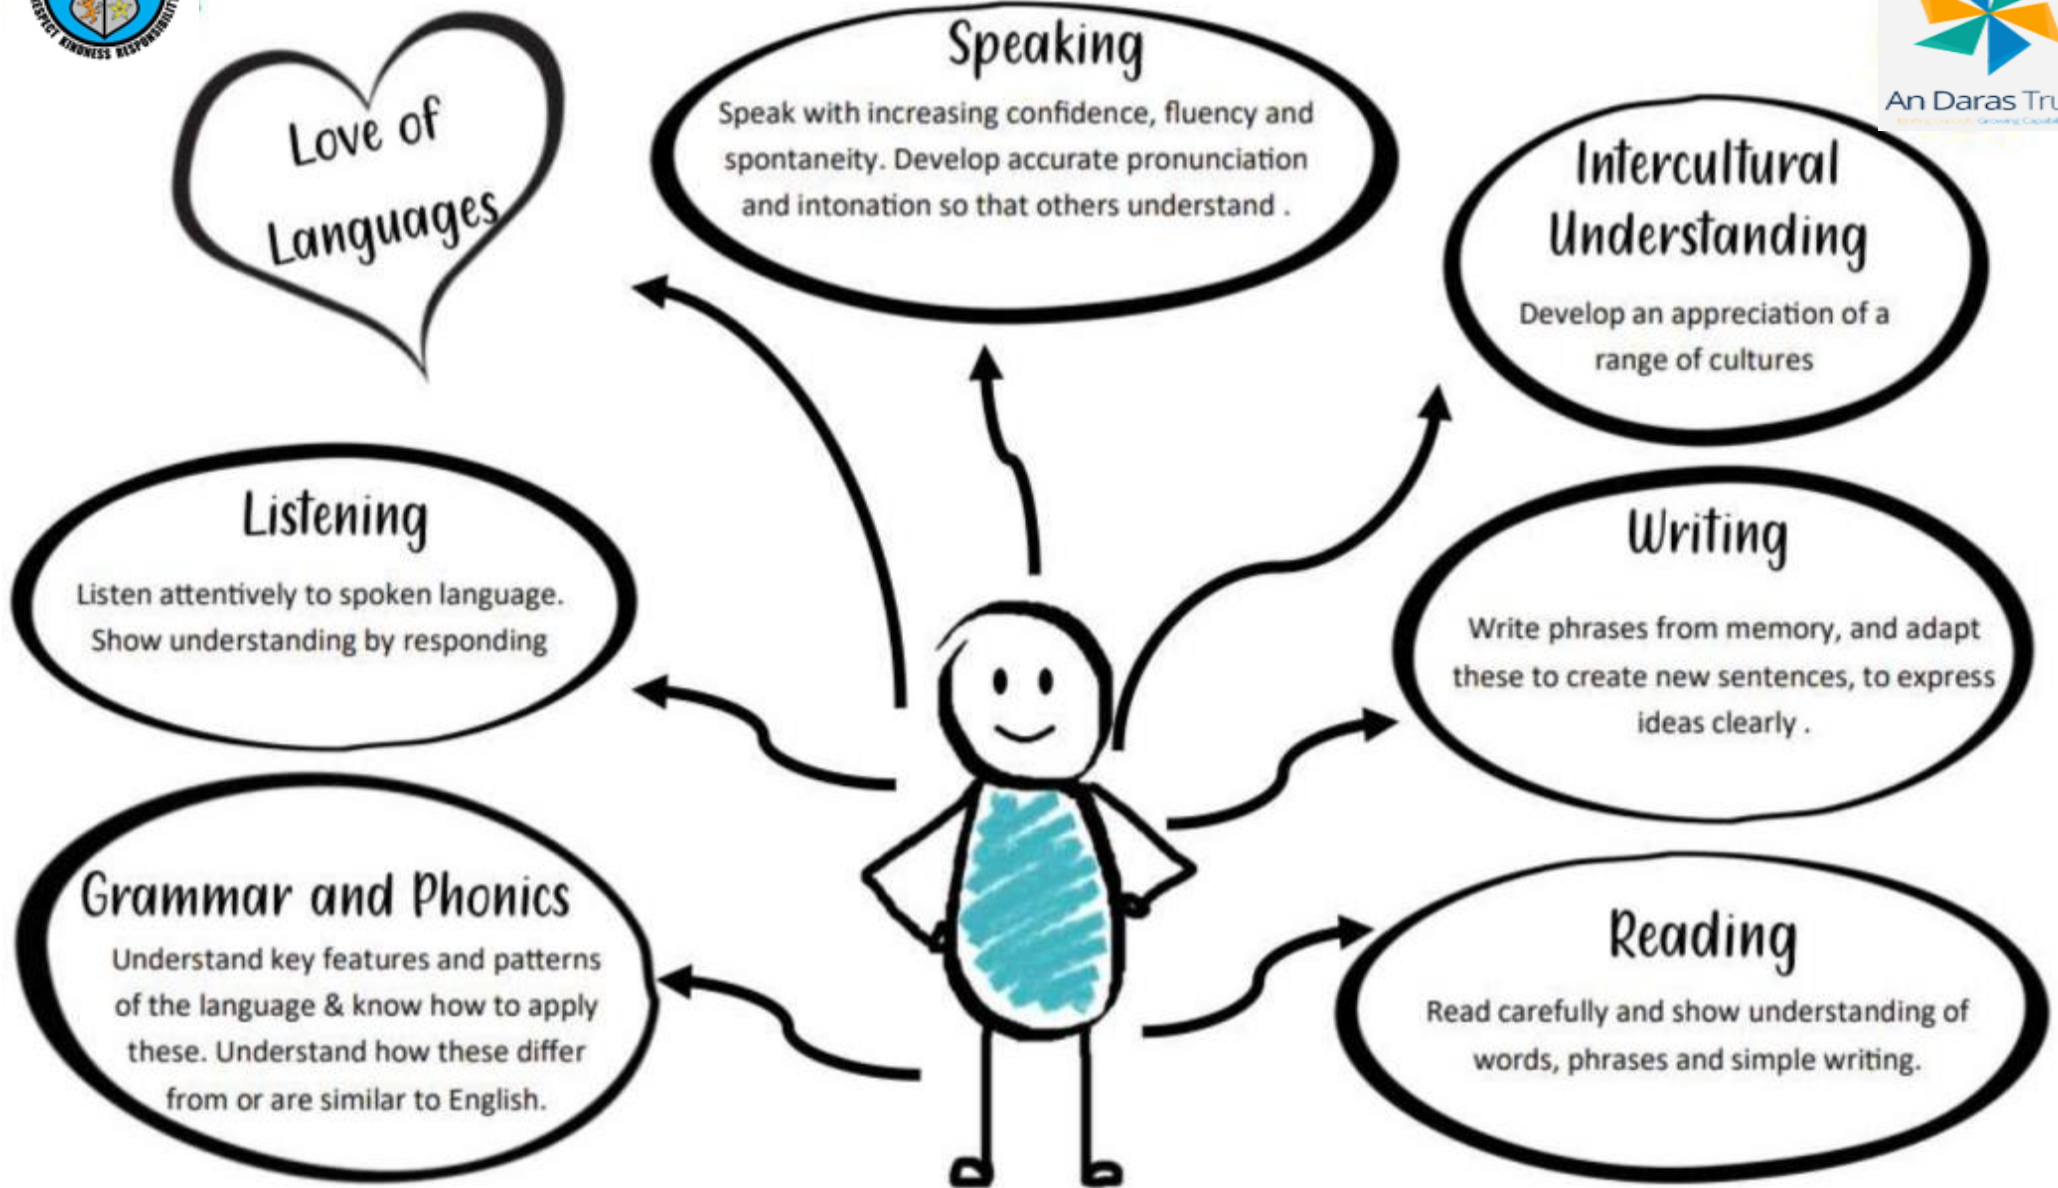 RESPECT KINDNESS RESPONSIBILITY
An Daras
Love of
Languages
Speaking
Speak with increasing confidence, fluency and
spontaneity. Develop accurate pronunciation
and intonation so that others understand .
Intercultural
Understanding
Develop an appreciation of a
range of cultures
Listening
Listen attentively to spoken language.
Show understanding by responding
Writing
Write phrases from memory, and adapt
these to create new sentences, to express
ideas clearly .
Grammar and Phonics
Understand key features and patterns
of the language & know how to apply
these. Understand how these differ
from or are similar to English.
Reading
Read carefully and show understanding of
words, phrases and simple writing.